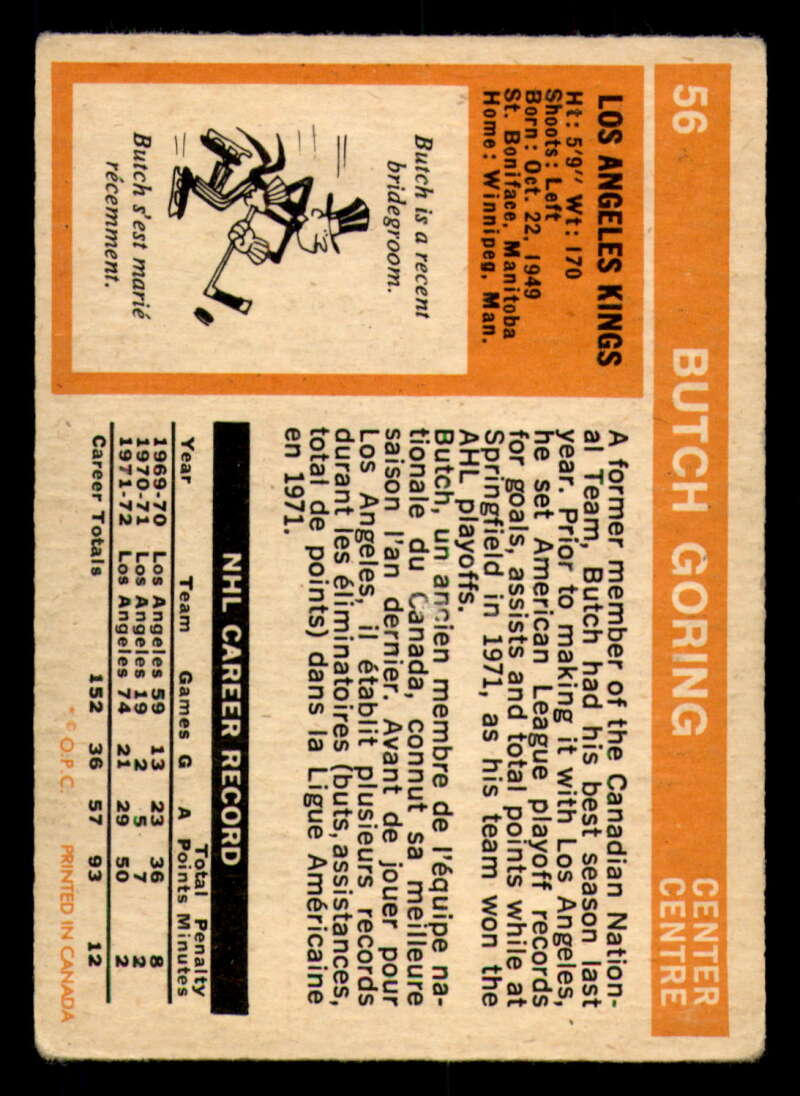 56 BUTCH GORING CENTER
CENTRE
LOS ANGELES KINGS
Ht: 5'9" Wt: 170
Shoots: Left
Born: Oct. 22, 1949
St. Boniface, Manitoba
Home: Winnipeg, Man.
Butch is a recent
bridegroom.
Butch s'est marié
récemment.
A former member of the Canadian Nation-
al Team, Butch had his best season last
year. Prior to making it with Los Angeles,
he set American League playoff records
for goals, assists and total points while at
Springfield in 1971, as his team won the
AHL playoffs.
Butch, un ancien membre de l'équipe na-
tionale du Canada, connut sa meilleure
saison l'an dernier. Avant de jouer pour
Los Angeles, il établit plusieurs records
durant les éliminatoires (buts, assistances,
total de points) dans la Ligue Américaine
en 1971.
NHL CAREER RECORD
Total Penalty
Year Team Games G A Points Minutes
1969-70 Los Angeles 59 13 23 36 8
1970-71 Los Angeles 19 2 5 7 2
1971-72 Los Angeles 74 21 29 50 2
Career Totals 152 36 57 93 12
* © O.P.C. PRINTED IN CANADA